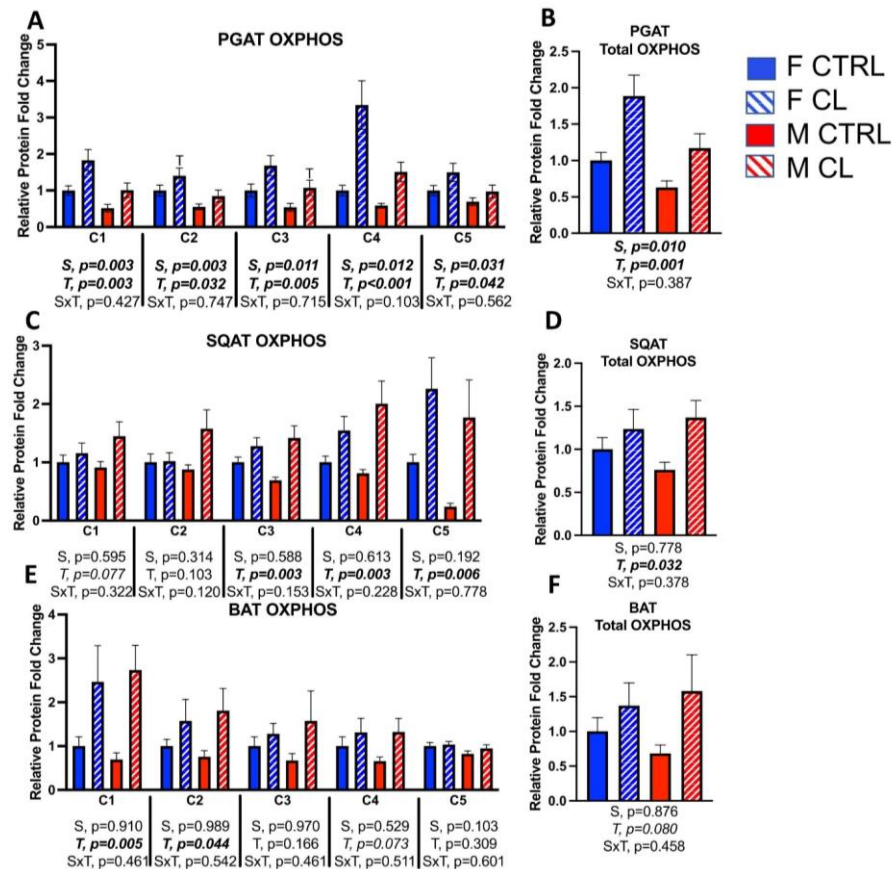 A
PGAT OXPHOS
Relative Protein Fold Change
5
4
3
2
1
0
C1 C2 C3 C4 C5
S, p=0.003 S, p=0.003 S, p=0.011 S, p=0.012 S, p=0.031
T, p=0.003 T, p=0.032 T, p=0.005 T, p<0.001 T, p=0.042
SxT, p=0.427 SxT, p=0.747 SxT, p=0.715 SxT, p=0.103 SxT, p=0.562
B
PGAT
Total OXPHOS
Relative Protein Fold Change
2.5
2.0
1.5
1.0
0.5
0.0
S, p=0.010
T, p=0.001
SxT, p=0.387
F CTRL
F CL
M CTRL
M CL
C
SQAT OXPHOS
Relative Protein Fold Change
3
2
1
0
C1 C2 C3 C4 C5
S, p=0.595 S, p=0.314 S, p=0.588 S, p=0.613 S, p=0.192
T, p=0.077 T, p=0.103 T, p=0.003 T, p=0.003 T, p=0.006
SxT, p=0.322 SxT, p=0.120 SxT, p=0.153 SxT, p=0.228 SxT, p=0.778
D
SQAT
Total OXPHOS
Relative Protein Fold Change
2.0
1.5
1.0
0.5
0.0
S, p=0.778
T, p=0.032
SxT, p=0.378
E
BAT OXPHOS
Relative Protein Fold Change
4
3
2
1
0
C1 C2 C3 C4 C5
S, p=0.910 S, p=0.989 S, p=0.970 S, p=0.529 S, p=0.103
T, p=0.005 T, p=0.044 T, p=0.166 T, p=0.073 T, p=0.309
SxT, p=0.461 SxT, p=0.542 SxT, p=0.461 SxT, p=0.511 SxT, p=0.601
F
BAT
Total OXPHOS
Relative Protein Fold Change
2.5
2.0
1.5
1.0
0.5
0.0
S, p=0.876
T, p=0.080
SxT, p=0.458